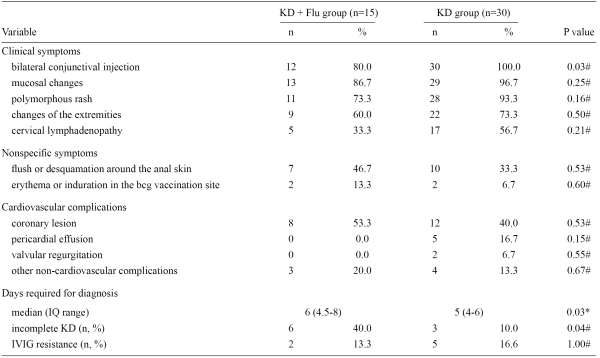 KD + Flu group (n=15) KD group (n=30)
Variable n % n % P value
Clinical symptoms
bilateral conjunctival injection 12 80.0 30 100.0 0.03#
mucosal changes 13 86.7 29 96.7 0.25#
polymorphous rash 11 73.3 28 93.3 0.16#
changes of the extremities 9 60.0 22 73.3 0.50#
cervical lymphadenopathy 5 33.3 17 56.7 0.21#
Nonspecific symptoms
flush or desquamation around the anal skin 7 46.7 10 33.3 0.53#
erythema or induration in the bcg vaccination site 2 13.3 2 6.7 0.60#
Cardiovascular complications
coronary lesion 8 53.3 12 40.0 0.53#
pericardial effusion 0 0.0 5 16.7 0.15#
valvular regurgitation 0 0.0 2 6.7 0.55#
other non-cardiovascular complications 3 20.0 4 13.3 0.67#
Days required for diagnosis
median (IQ range) 6 (4.5-8) 5 (4-6) 0.03*
incomplete KD (n, %) 6 40.0 3 10.0 0.04#
IVIG resistance (n, %) 2 13.3 5 16.6 1.00#